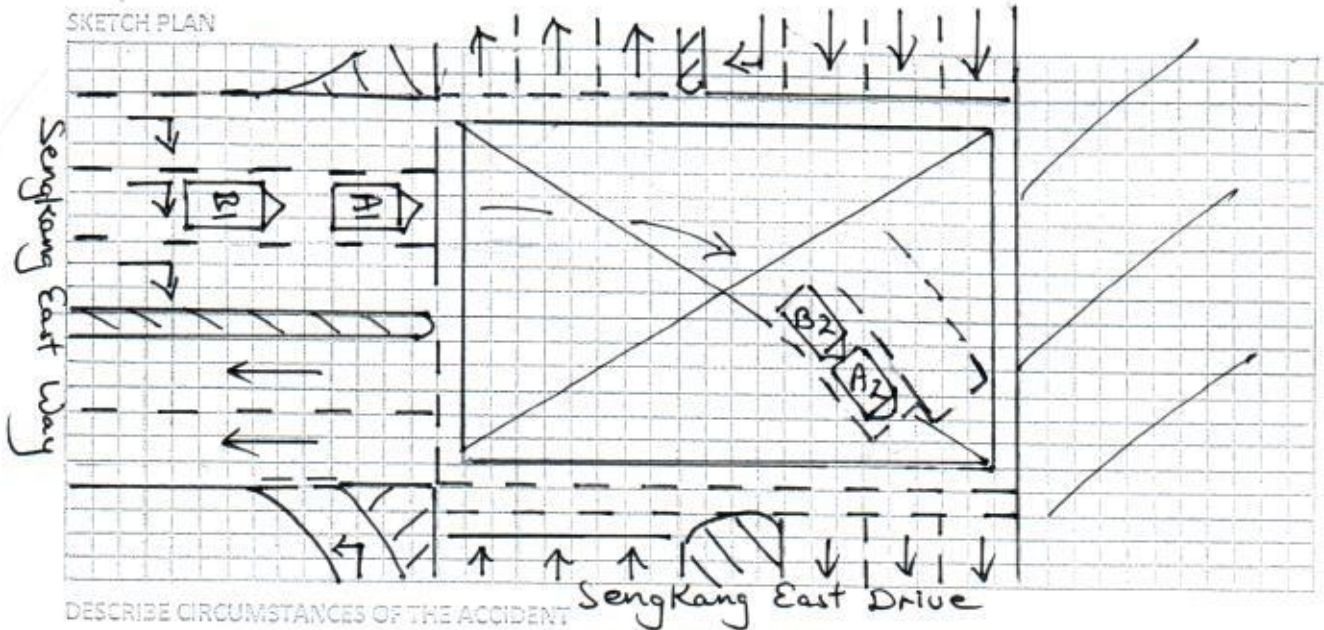 SKETCH PLAN
Sengkang East Way
B1
A1
B2
A2
SengKang East Drive
DESCRIBE CIRCUMSTANCES OF THE ACCIDENT